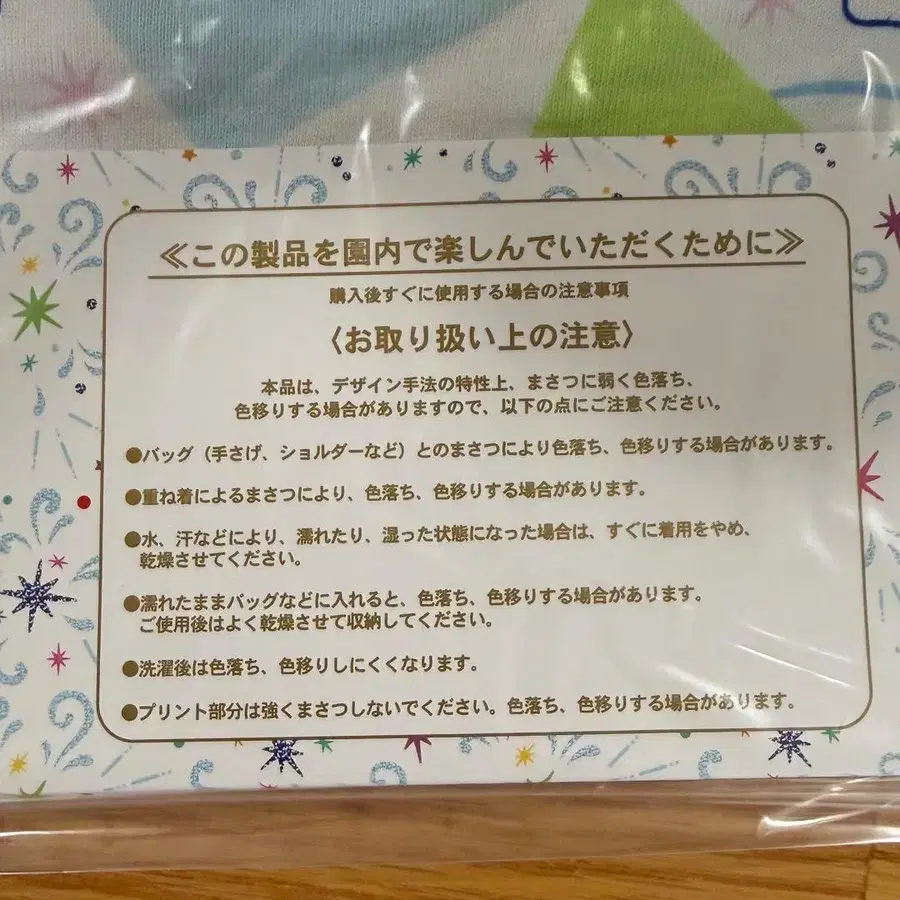 ≪この製品を園内で楽しんでいただくために≫
購入後すぐに使用する場合の注意事項
〈お取り扱い上の注意〉
本品は、デザイン手法の特性上、まさつに弱く色落ち、
色移りする場合がありますので、以下の点にご注意ください。
●バッグ（手さげ、ショルダーなど）とのまさつにより色落ち、色移りする場合があります。
●重ね着によるまさつにより、色落ち、色移りする場合があります。
●水、汗などにより、濡れたり、湿った状態になった場合は、すぐに着用をやめ、
乾燥させてください。
●濡れたままバッグなどに入れると、色落ち、色移りする場合があります。
ご使用後はよく乾燥させて収納してください。
●洗濯後は色落ち、色移りしにくくなります。
●プリント部分は強くまさつしないでください。色落ち、色移りする場合があります。